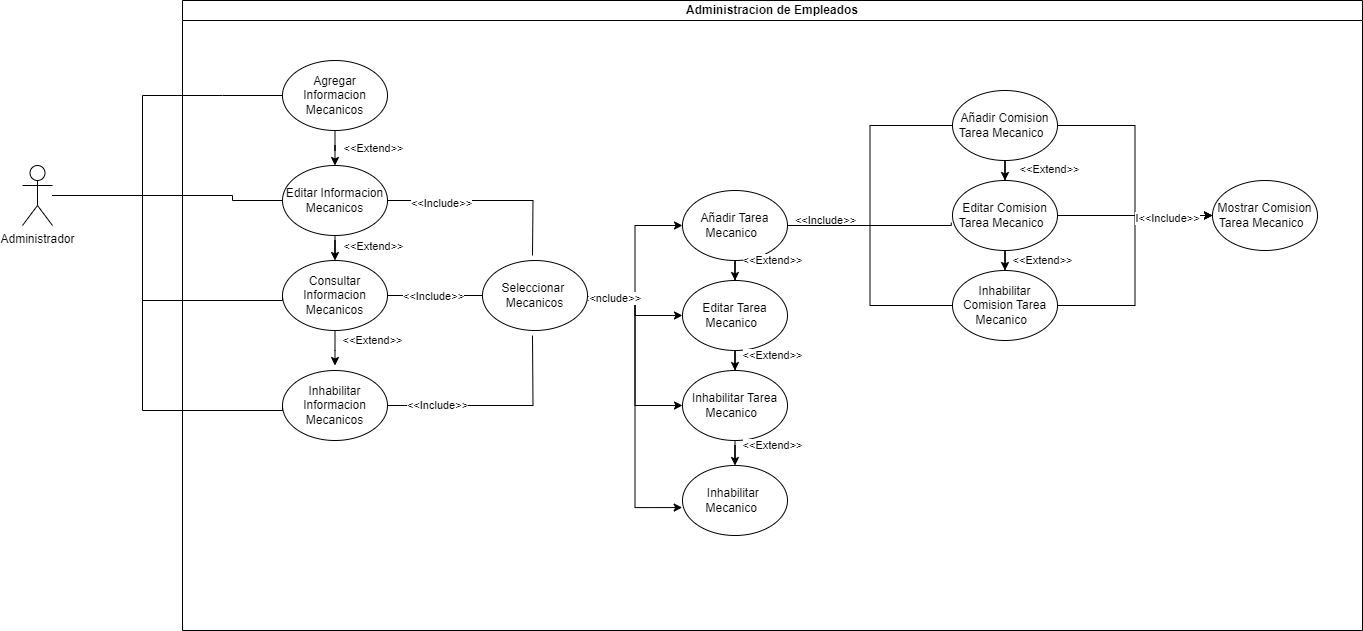 Administracion de Empleados
Administrador
Agregar
Informacion
Mecanicos
<<Extend>>
Editar Informacion
Mecanicos
<<Include>>
<<Extend>>
Consultar
Informacion
Mecanicos
<<Include>>
<<Extend>>
Inhabilitar
Informacion
Mecanicos
<<Include>>
Seleccionar
Mecanicos
<nclude>>
Añadir Tarea
Mecanico
<<Include>>
<<Extend>>
Editar Tarea
Mecanico
<<Extend>>
Inhabilitar Tarea
Mecanico
<<Extend>>
Inhabilitar
Mecanico
Añadir Comision
Tarea Mecanico
<<Extend>>
Editar Comision
Tarea Mecanico
<<Extend>>
Inhabilitar
Comision Tarea
Mecanico
l<<Include>>
Mostrar Comision
Tarea Mecanico